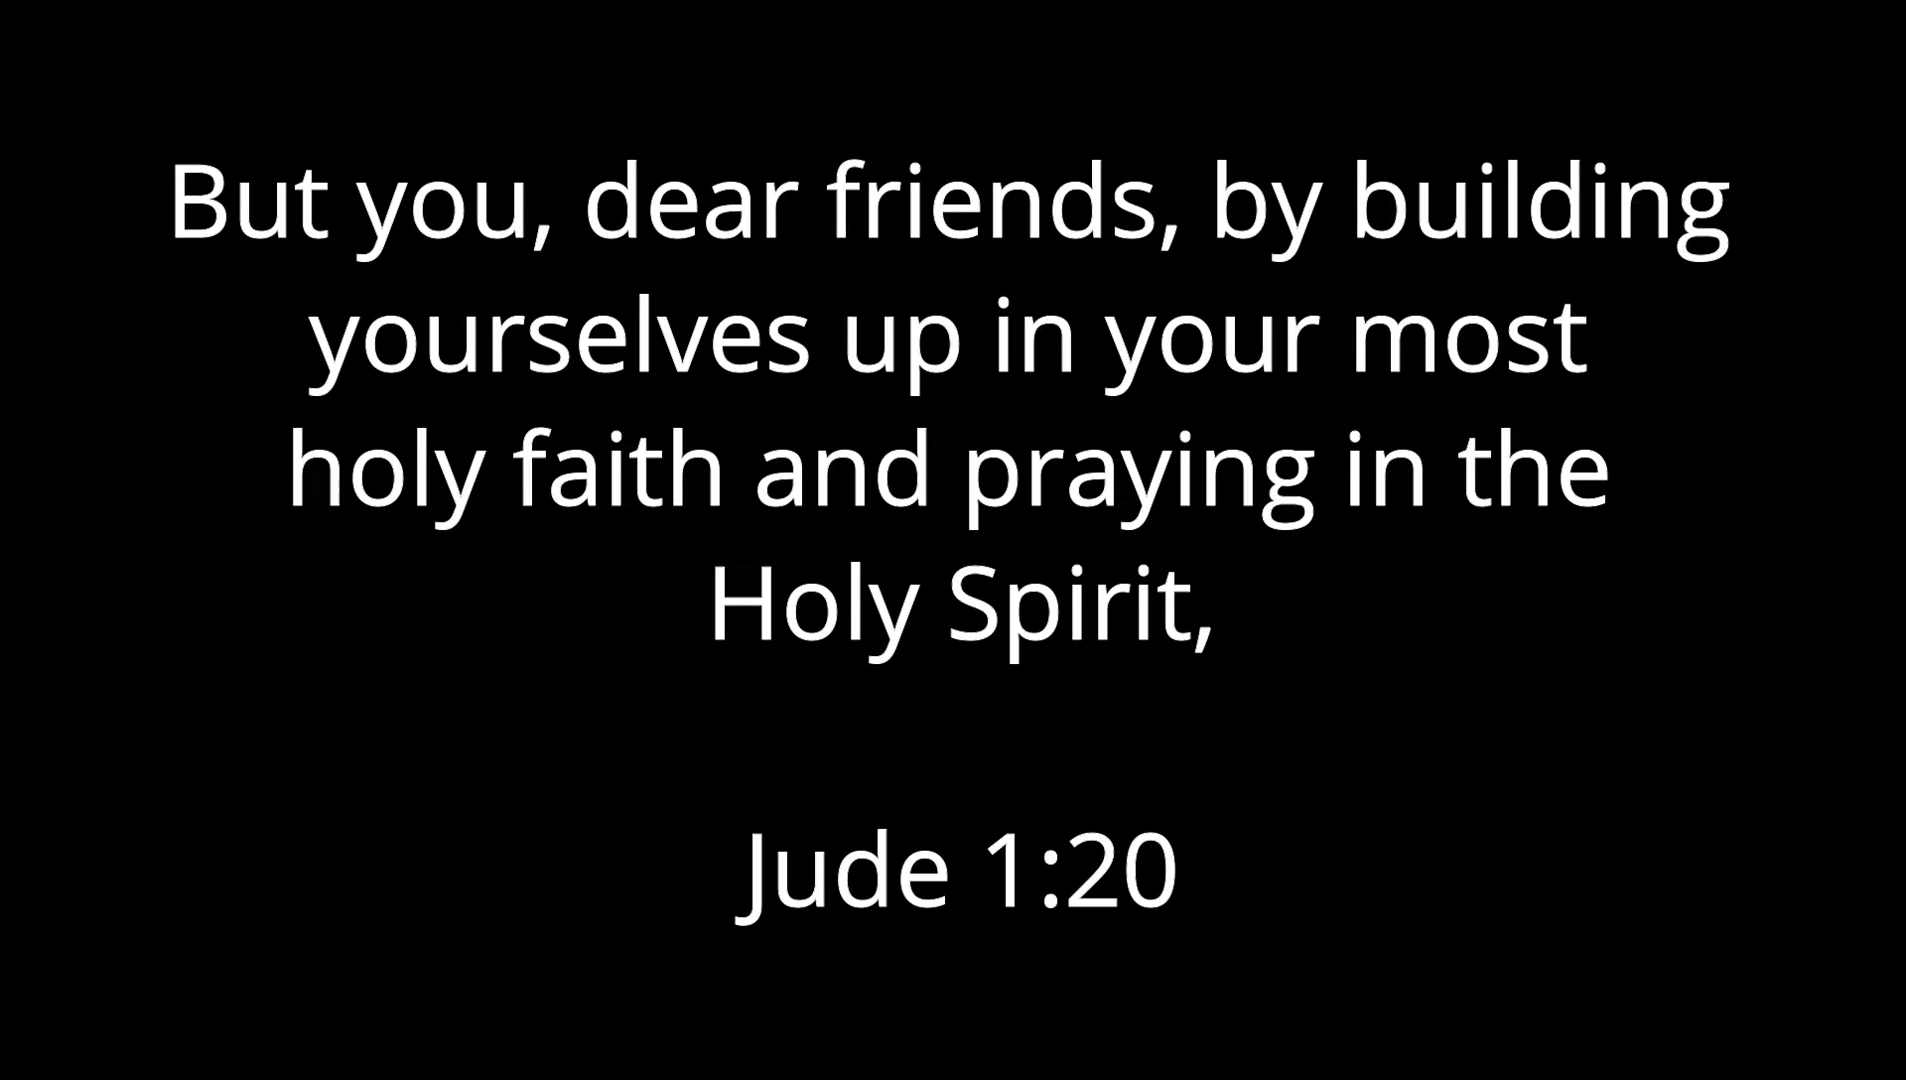 But you, dear friends, by building
yourselves up in your most
holy faith and praying in the
Holy Spirit,
Jude 1:20